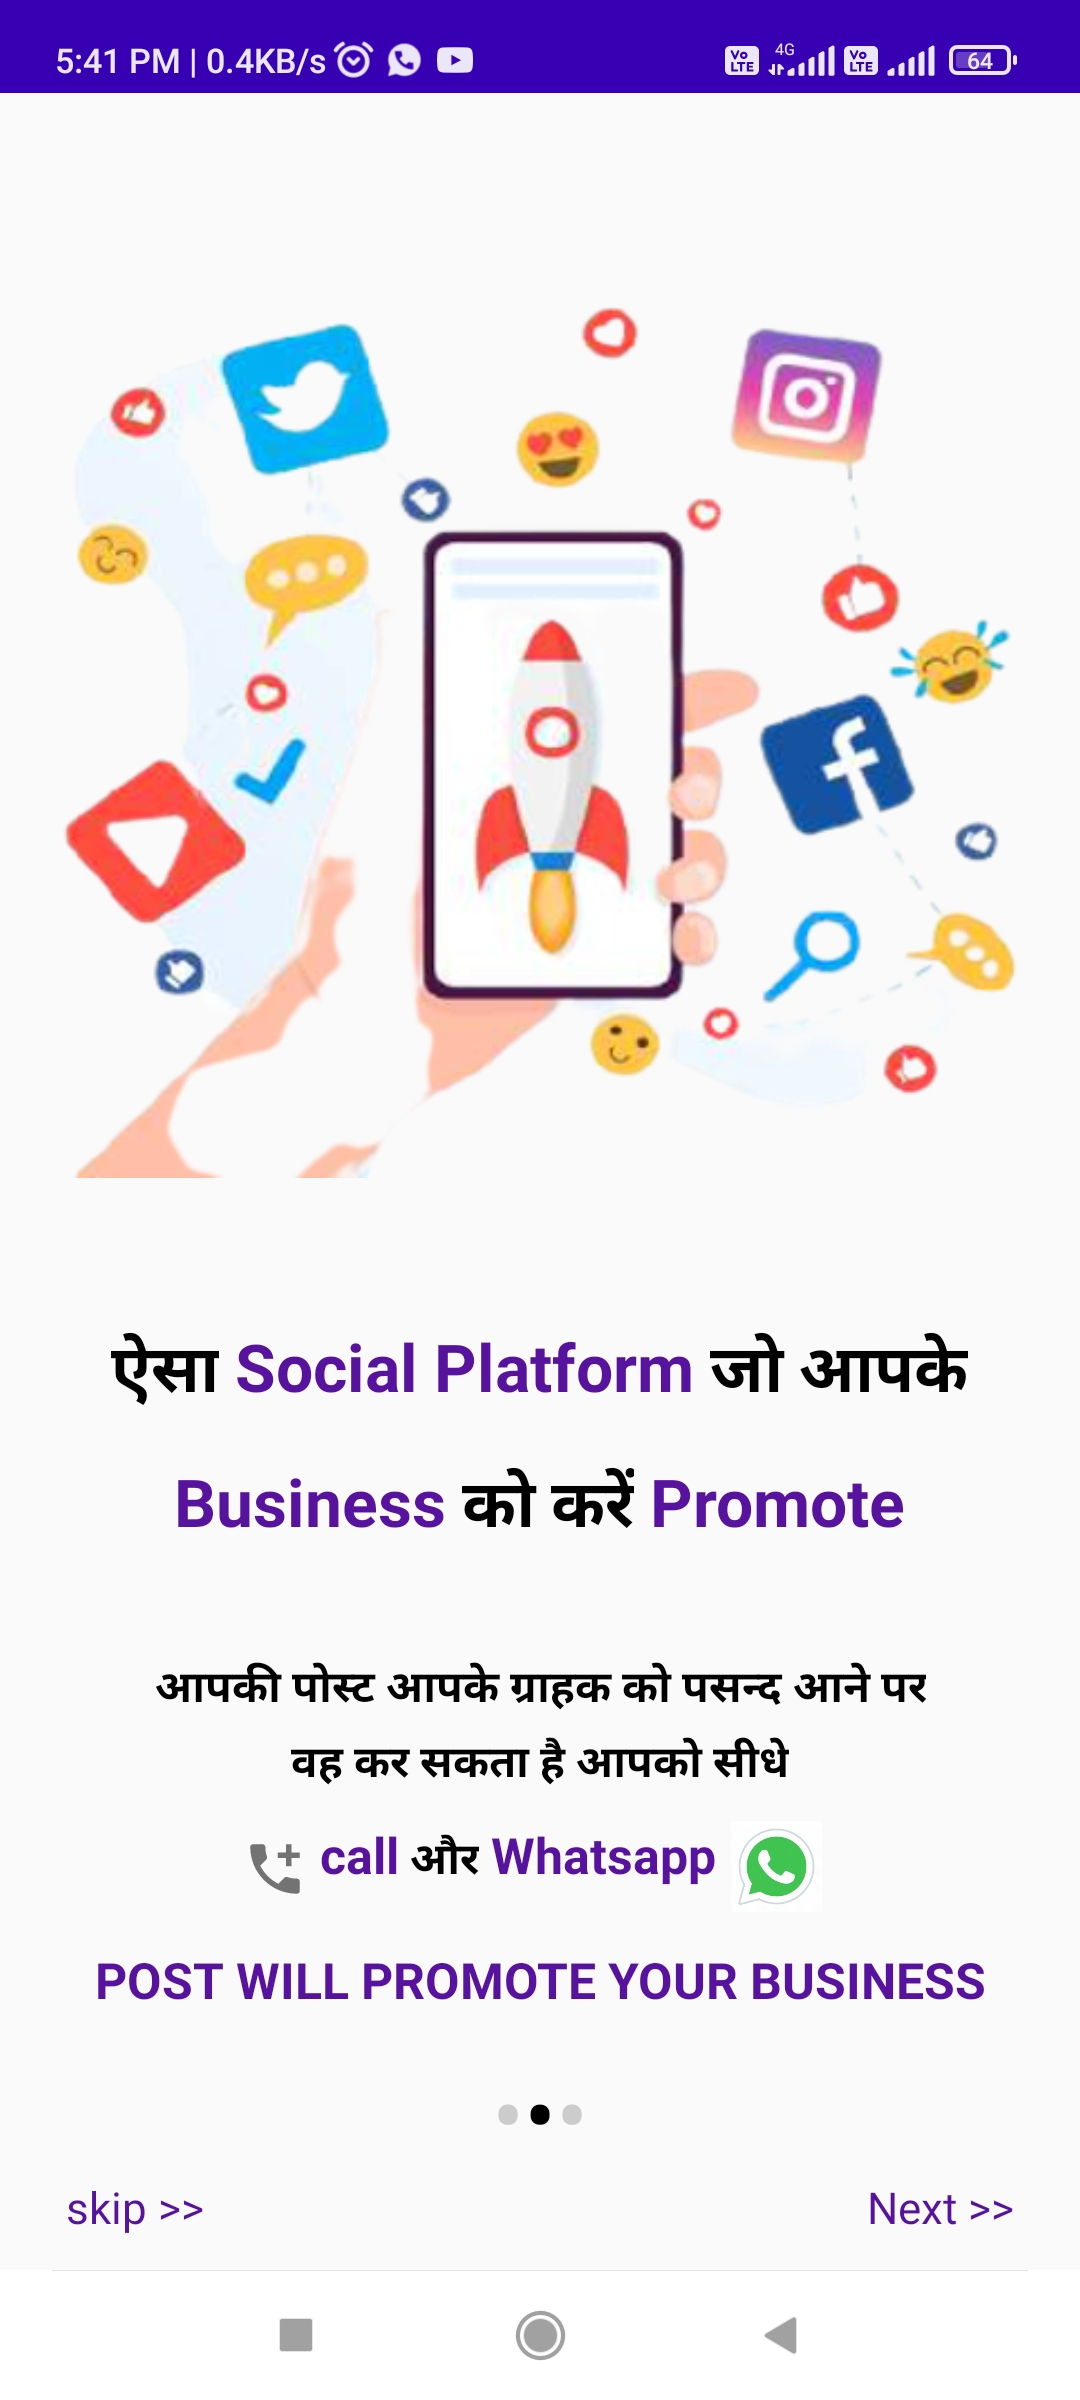 5:41 PM | 0.4KB/s
Vo LTE 4G Vo LTE 64
ऐसा Social Platform जो आपके
Business को करें Promote
आपकी पोस्ट आपके ग्राहक को पसन्द आने पर
वह कर सकता है आपको सीधे
call और Whatsapp
POST WILL PROMOTE YOUR BUSINESS
skip >>
Next >>